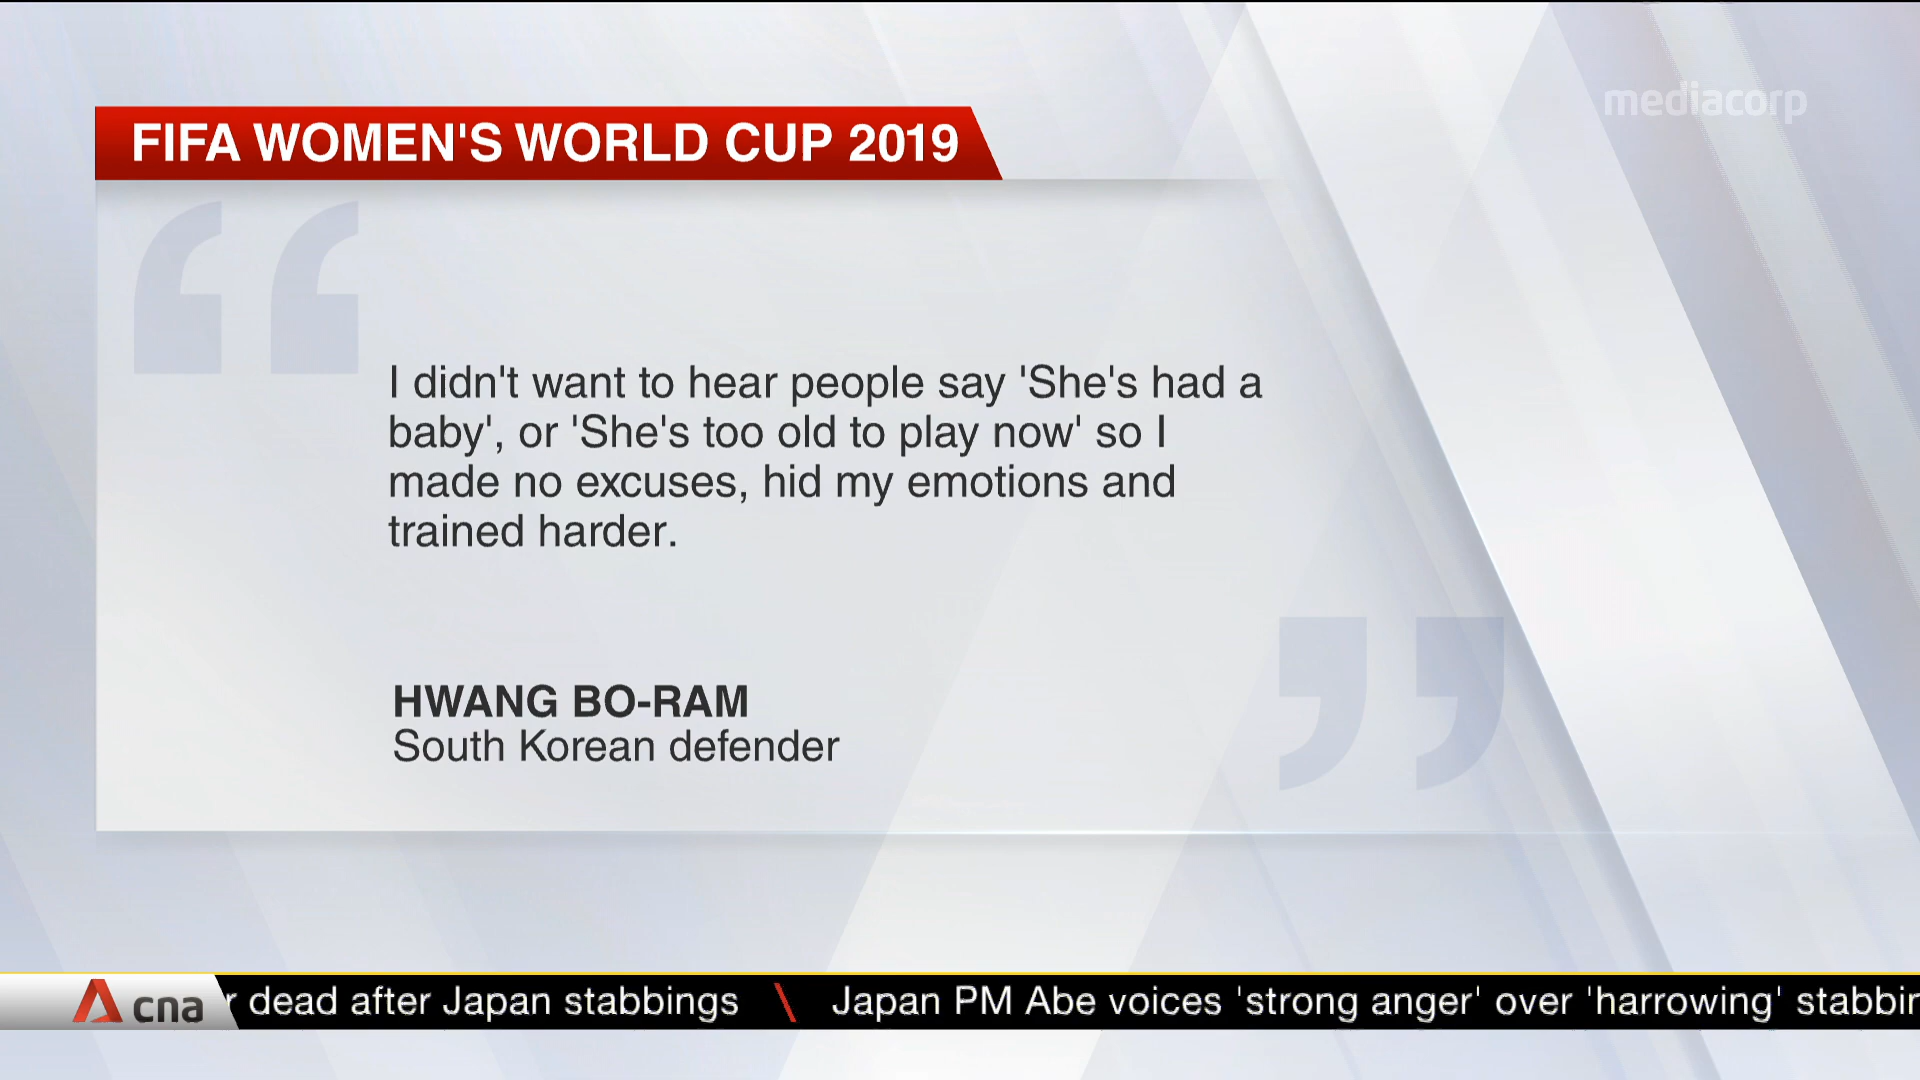 mediacorp
FIFA WOMEN'S WORLD CUP 2019
“
I didn't want to hear people say 'She's had a
baby', or 'She's too old to play now' so I
made no excuses, hid my emotions and
trained harder.
”
HWANG BO-RAM
South Korean defender
cna
dead after Japan stabbings \ Japan PM Abe voices 'strong anger' over 'harrowing'